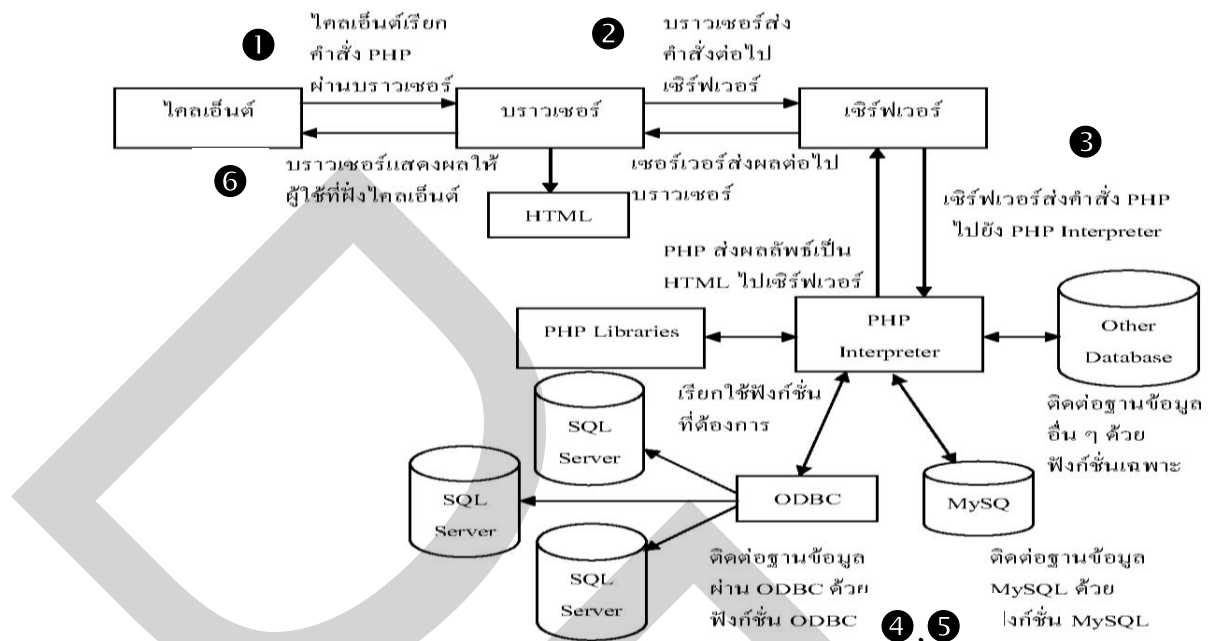 ❶
ไคลเอ็นต์เรียก
คำสั่ง PHP
ผ่านบราวเซอร์
❷
บราวเซอร์ส่ง
คำสั่งต่อไป
เซิร์ฟเวอร์
ไคลเอ็นต์
บราวเซอร์
เซิร์ฟเวอร์
❻
บราวเซอร์แสดงผลให้
ผู้ใช้ที่ฝั่งไคลเอ็นต์
เซอร์เวอร์ส่งผลต่อไป
บราวเซอร์
❸
เซิร์ฟเวอร์ส่งคำสั่ง PHP
ไปยัง PHP Interpreter
HTML
PHP ส่งผลลัพธ์เป็น
HTML ไปเซิร์ฟเวอร์
PHP Libraries
PHP
Interpreter
Other
Database
เรียกใช้ฟังก์ชั่น
ที่ต้องการ
ติดต่อฐานข้อมูล
อื่น ๆ ด้วย
ฟังก์ชั่นเฉพาะ
SQL
Server
SQL
Server
SQL
Server
ODBC
MySQ
ติดต่อฐานข้อมูล
ผ่าน ODBC ด้วย
ฟังก์ชั่น ODBC
ติดต่อฐานข้อมูล
MySQL ด้วย
งก์ชั่น MySQL
❹,❺